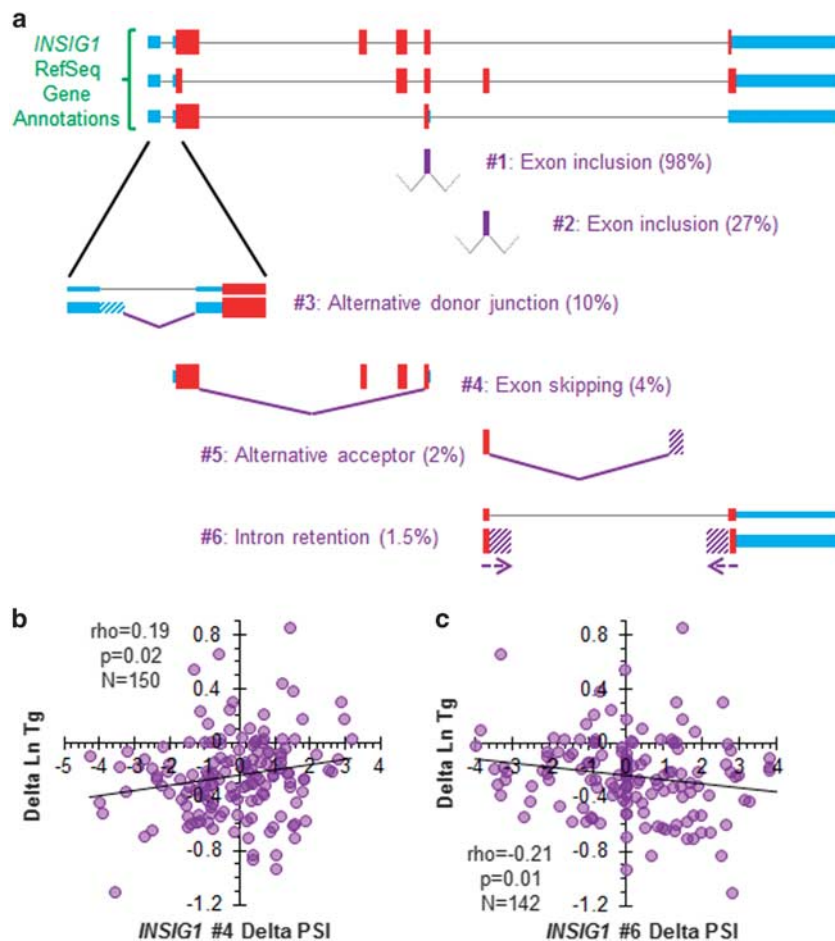 a
INSIG1
RefSeq
Gene
Annotations
#1: Exon inclusion (98%)
#2: Exon inclusion (27%)
#3: Alternative donor junction (10%)
#4: Exon skipping (4%)
#5: Alternative acceptor (2%)
#6: Intron retention (1.5%)
b
rho=0.19
p=0.02
N=150
0.8
0.4
0
-5 -4 -3 -2 -1 0 1 2 3 4
-0.4
-0.8
-1.2
Delta Ln Tg
INSIG1 #4 Delta PSI
c
0.8
0.4
0
-4 -3 -2 -1 0 1 2 3 4
-0.4
-0.8
-1.2
rho=-0.21
p=0.01
N=142
Delta Ln Tg
INSIG1 #6 Delta PSI